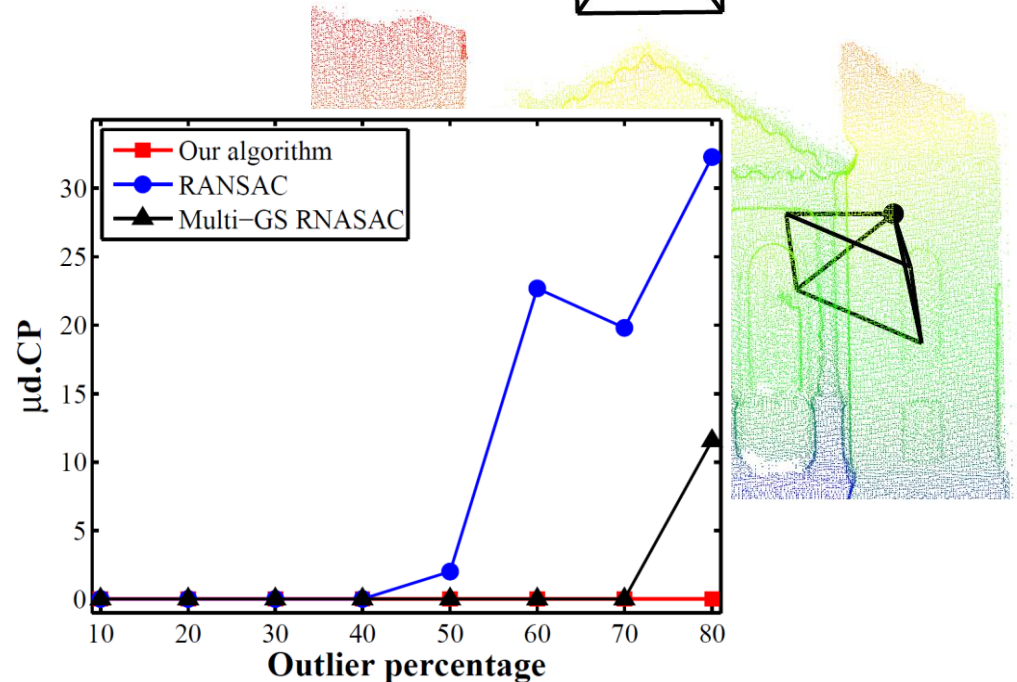 Our algorithm
RANSAC
Multi-GS RNASAC
30
25
20
15
10
5
0
μd.CP
10 20 30 40 50 60 70 80
Outlier percentage